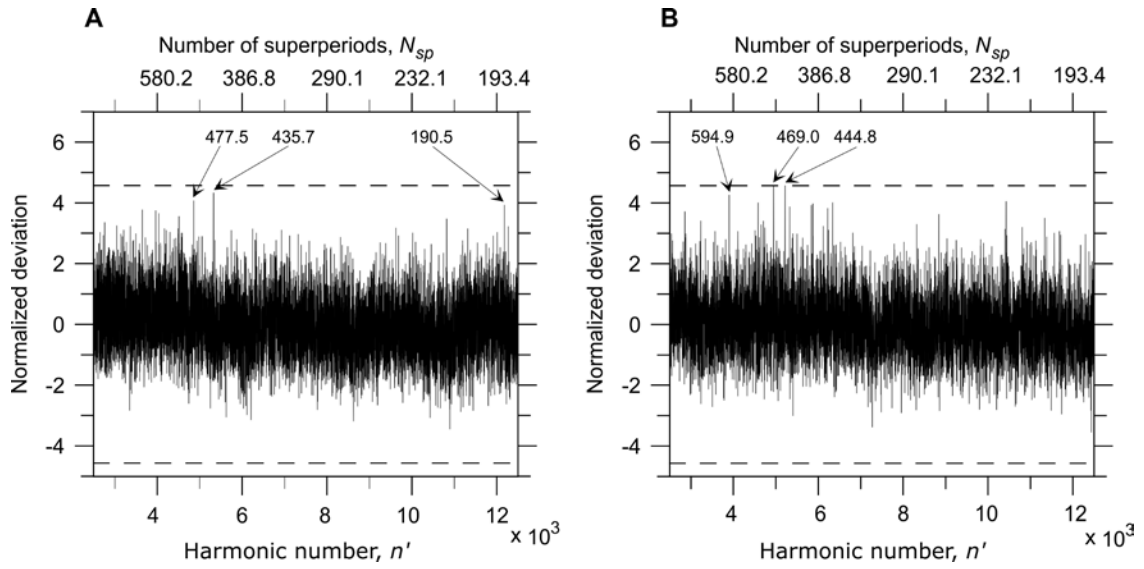 A
Number of superperiods, Nsp
580.2 386.8 290.1 232.1 193.4
6
4
2
0
-2
-4
Normalized deviation
477.5 435.7 190.5
4 6 8 10 12
× 10³
Harmonic number, n'
B
Number of superperiods, Nsp
580.2 386.8 290.1 232.1 193.4
6
4
2
0
-2
-4
Normalized deviation
594.9 469.0 444.8
4 6 8 10 12
× 10³
Harmonic number, n'